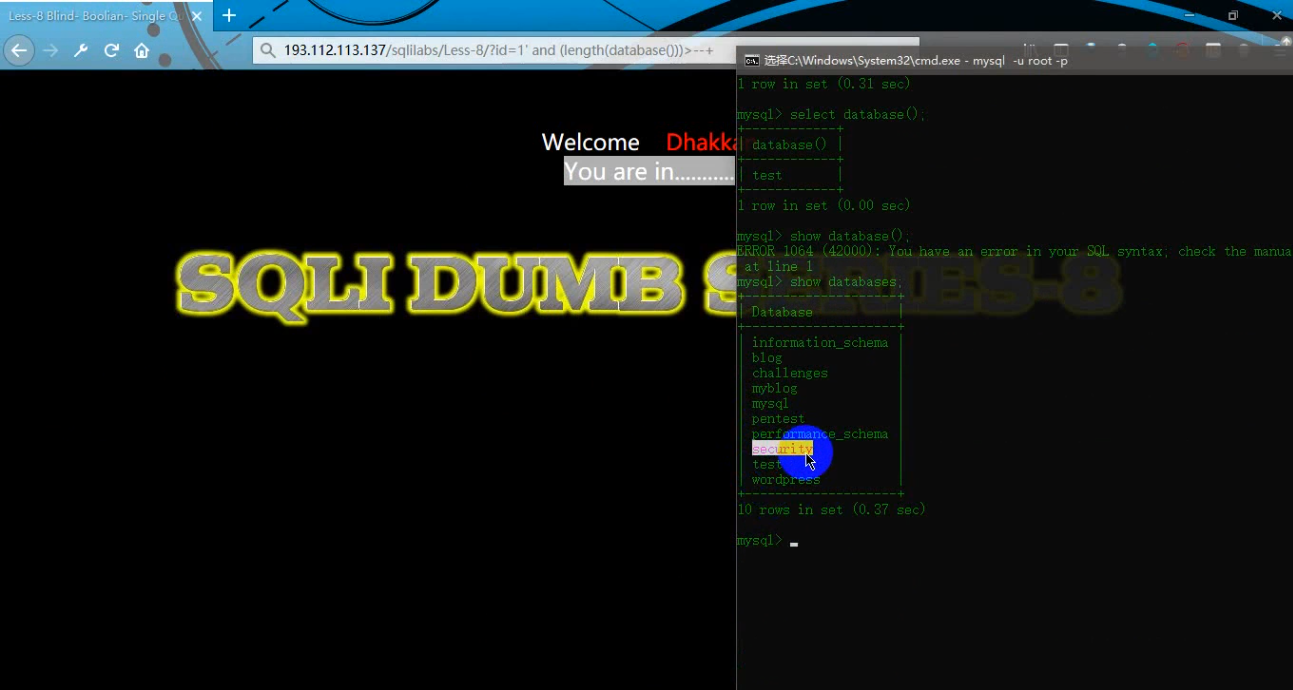 Less-8 Blind- Boolian- Single Qu
193.112.113.137/sqlilabs/Less-8/?id=1' and (length(database()))>--+
选择C:\Windows\System32\cmd.exe - mysql  -u root -p
Welcome Dhakka
You are in...........
SQLI DUMB SERIES-8
1 row in set (0.31 sec)
mysql> select database();
+------------+
| database() |
+------------+
| test       |
+------------+
1 row in set (0.00 sec)
mysql> show database();
ERROR 1064 (42000): You have an error in your SQL syntax; check the manua
at line 1
mysql> show databases;
+--------------------+
| Database           |
+--------------------+
| information_schema |
| blog               |
| challenges         |
| myblog             |
| mysql              |
| pentest            |
| performance_schema |
| security           |
| test               |
| wordpress          |
+--------------------+
10 rows in set (0.37 sec)
mysql>